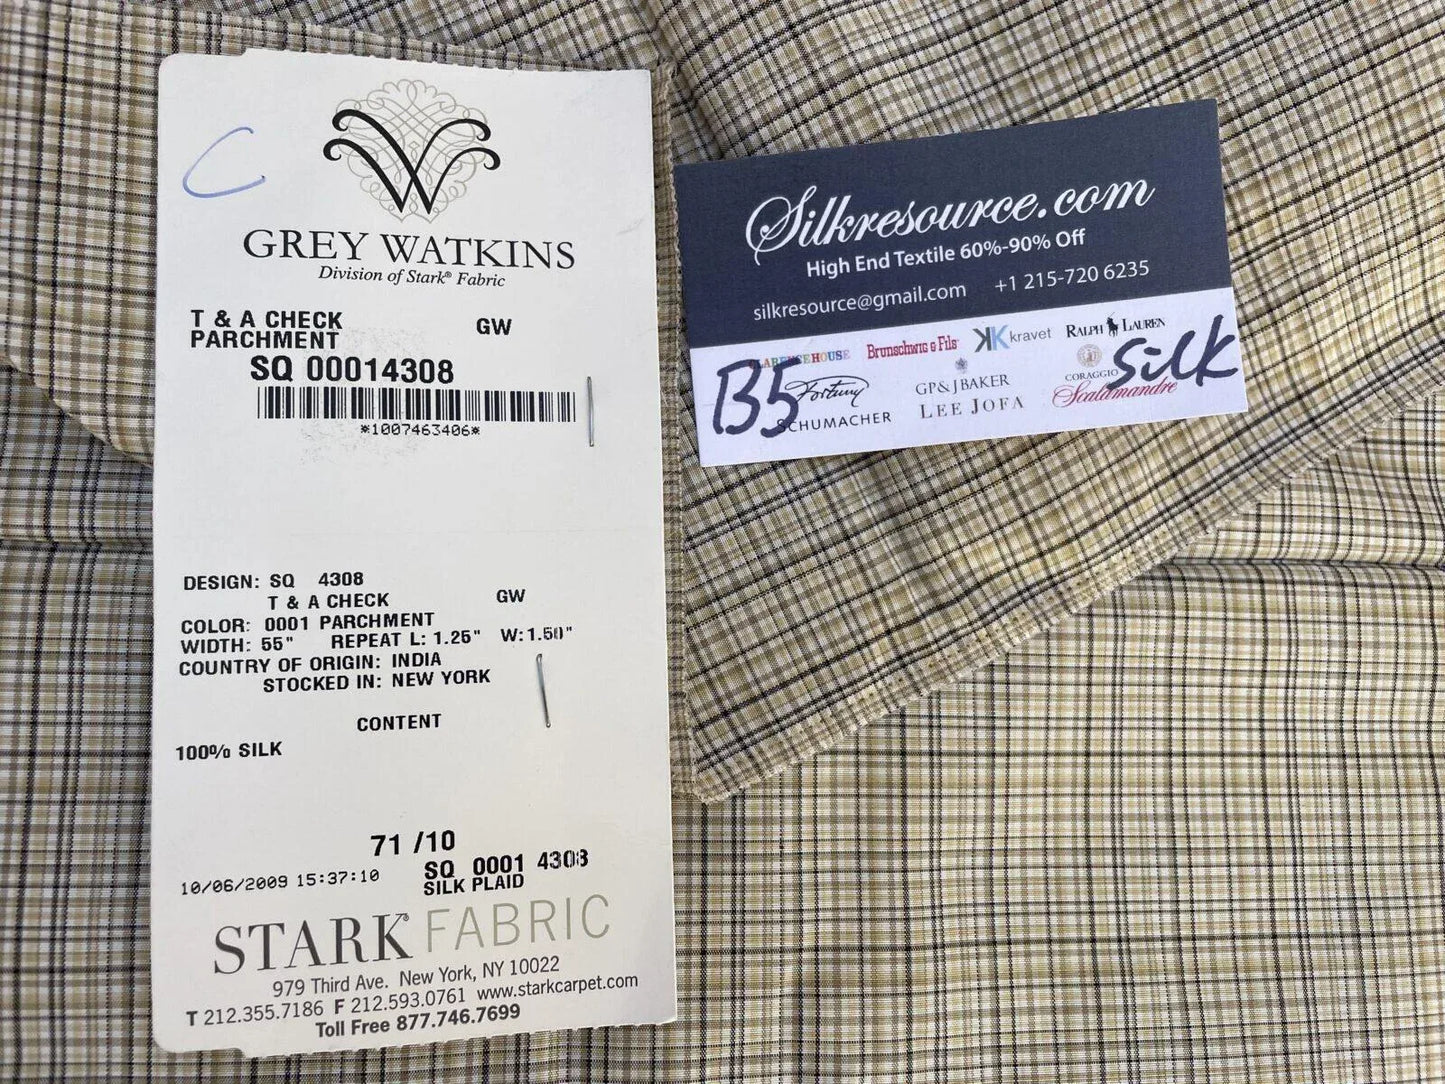 C
W
GREY WATKINS
Division of Stark® Fabric
T & A CHECK GW
PARCHMENT
SQ 00014308
*1007463406*
DESIGN: SQ 4308
T & A CHECK GW
COLOR: 0001 PARCHMENT
WIDTH: 55" REPEAT L: 1.25" W:1.50"
COUNTRY OF ORIGIN: INDIA
STOCKED IN: NEW YORK
CONTENT
100% SILK
71 /10
10/06/2009 15:37:10 SQ 0001 4308
SILK PLAID
STARK® FABRIC
979 Third Ave. New York, NY 10022
T 212.355.7186 F 212.593.0761 www.starkcarpet.com
Toll Free 877.746.7699
Silkresource.com
High End Textile 60%-90% Off
silkresource@gmail.com +1 215-720 6235
CLARENCE HOUSE Brunschwig & Fils K kravet RALPH LAUREN
B5 Fortuny GP&JBAKER CORAGGIO Silk
SCHUMACHER LEE JOFA Scalamandre